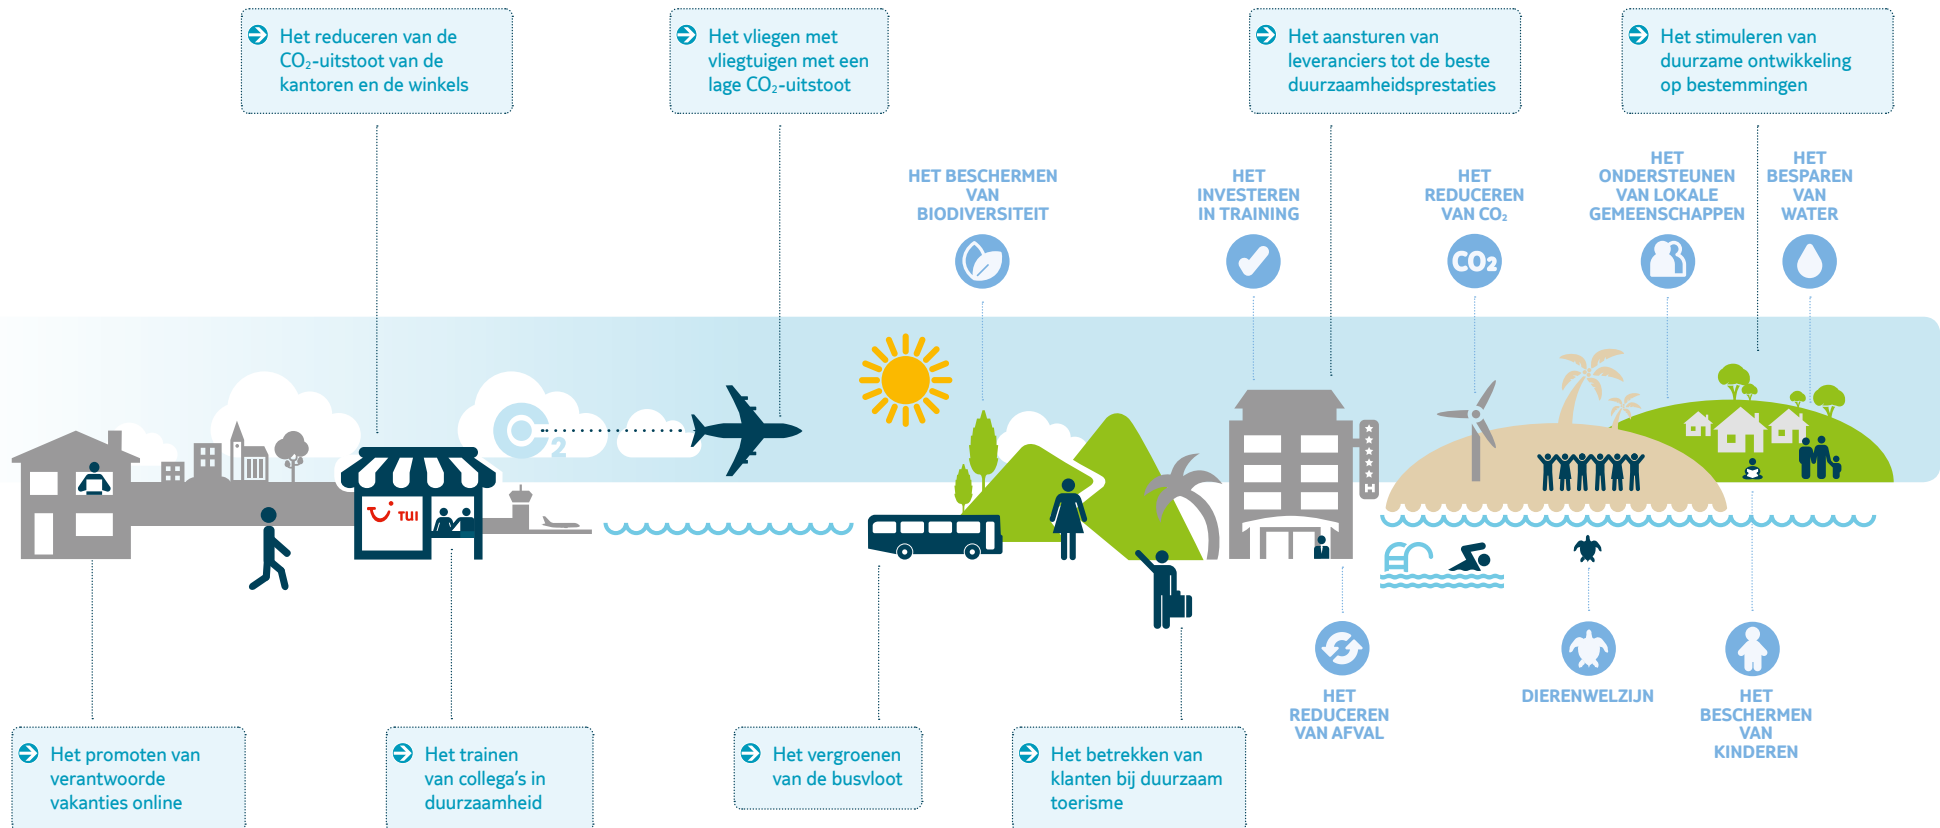 Het reduceren van de
CO₂-uitstoot van de
kantoren en de winkels
Het vliegen met
vliegtuigen met een
lage CO₂-uitstoot
Het aansturen van
leveranciers tot de beste
duurzaamheidsprestaties
Het stimuleren van
duurzame ontwikkeling
op bestemmingen
HET BESCHERMEN
VAN
BIODIVERSITEIT
HET
INVESTEREN
IN TRAINING
HET
REDUCEREN
VAN CO₂
CO₂
HET
ONDERSTEUNEN
VAN LOKALE
GEMEENSCHAPPEN
HET
BESPAREN
VAN
WATER
C 2
TUI
H
HET
REDUCEREN
VAN AFVAL
DIERENWELZIJN
HET
BESCHERMEN
VAN
KINDEREN
Het promoten van
verantwoorde
vakanties online
Het trainen
van collega's in
duurzaamheid
Het vergroenen
van de busvloot
Het betrekken van
klanten bij duurzaam
toerisme